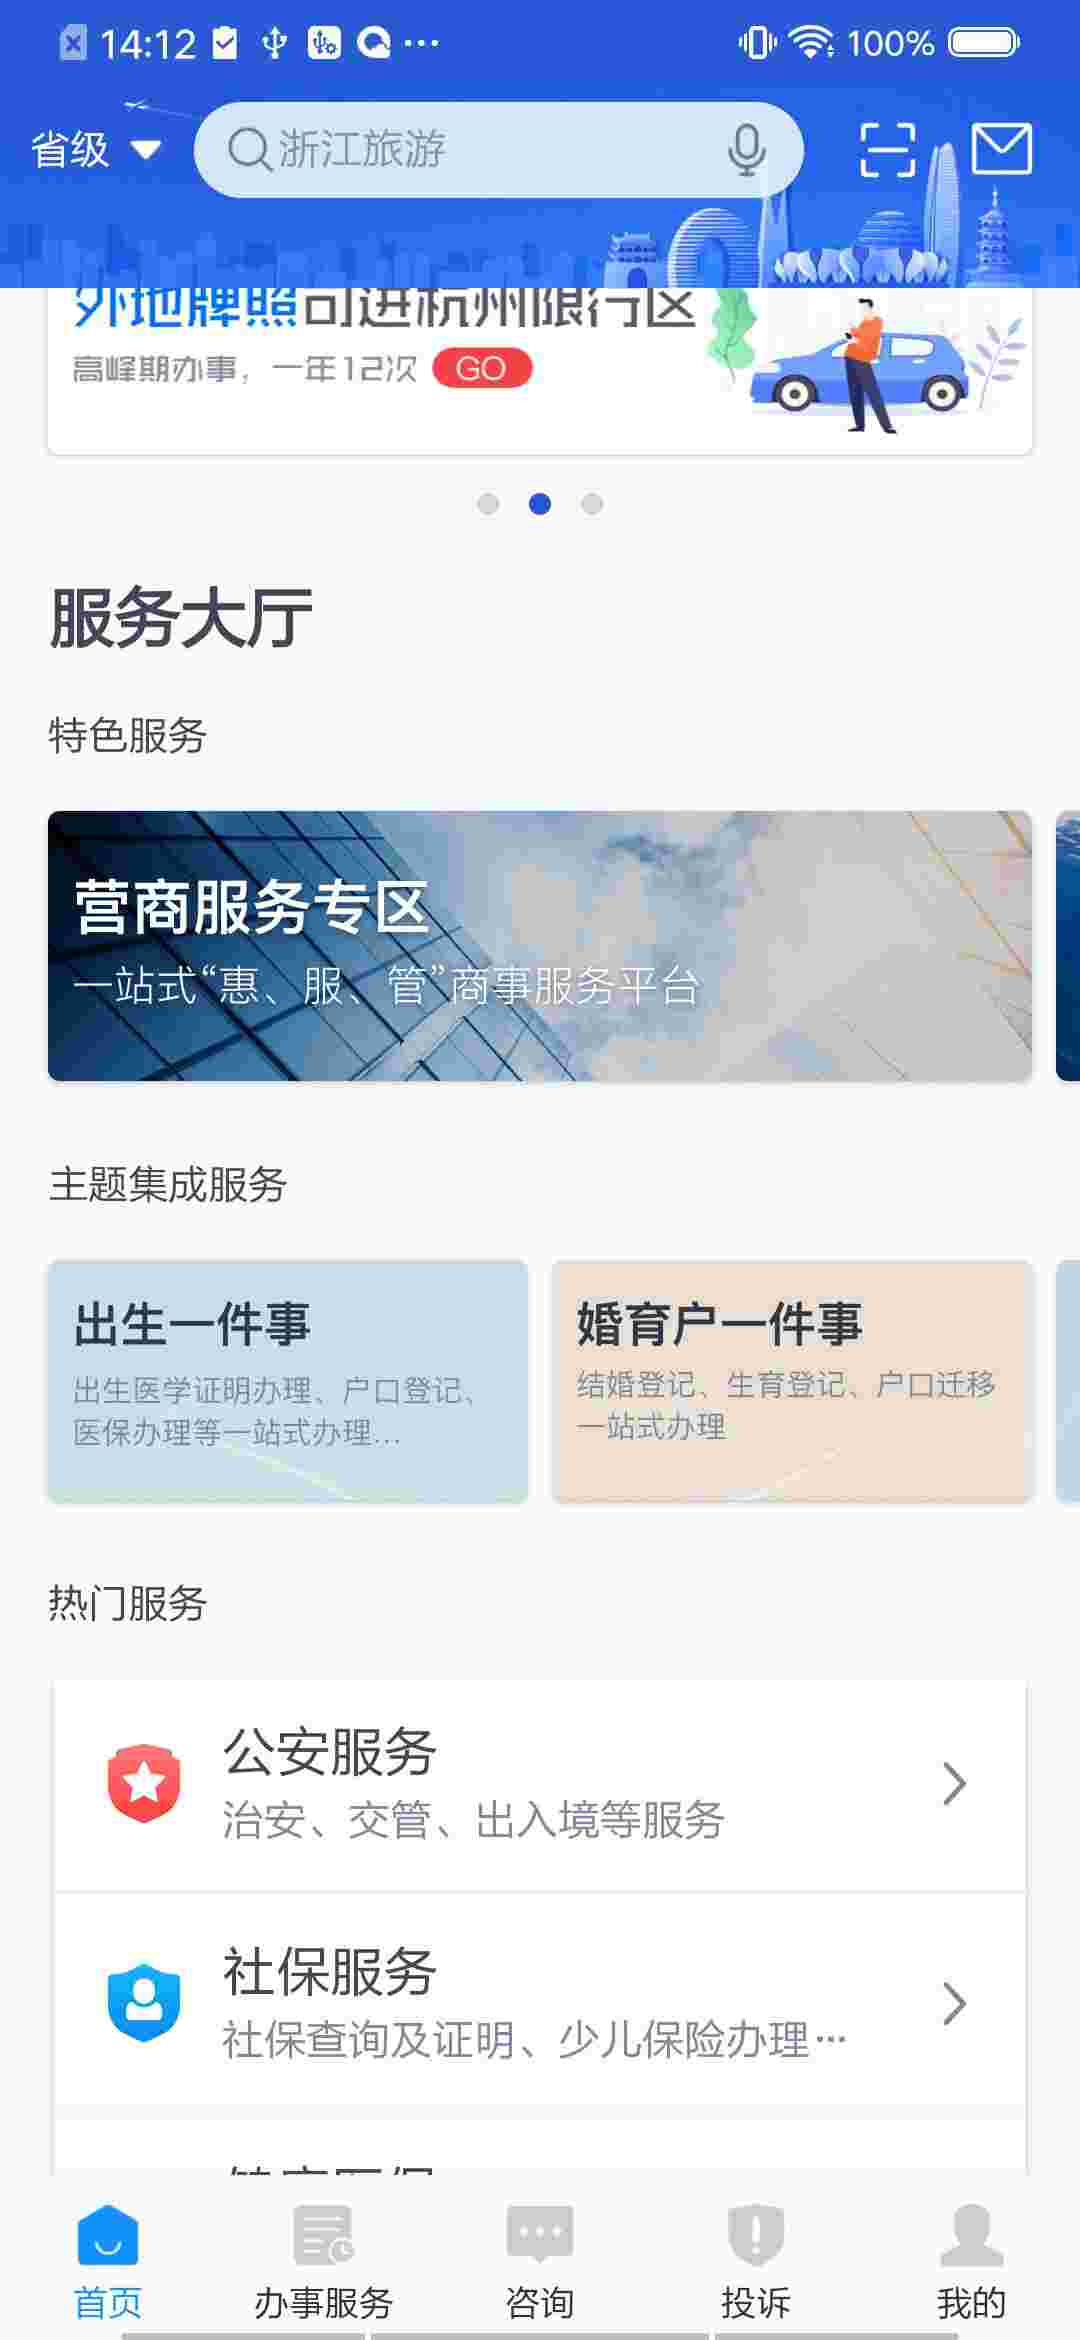 14:12
100%
省级
浙江旅游
外地牌照可进杭州限行区
高峰期办事，一年12次 GO
服务大厅
特色服务
营商服务专区
一站式“惠、服、管”商事服务平台
主题集成服务
出生一件事
出生医学证明办理、户口登记、
医保办理等一站式办理...
婚育户一件事
结婚登记、生育登记、户口迁移
一站式办理
热门服务
公安服务
治安、交管、出入境等服务
社保服务
社保查询及证明、少儿保险办理…
首页
办事服务
咨询
投诉
我的